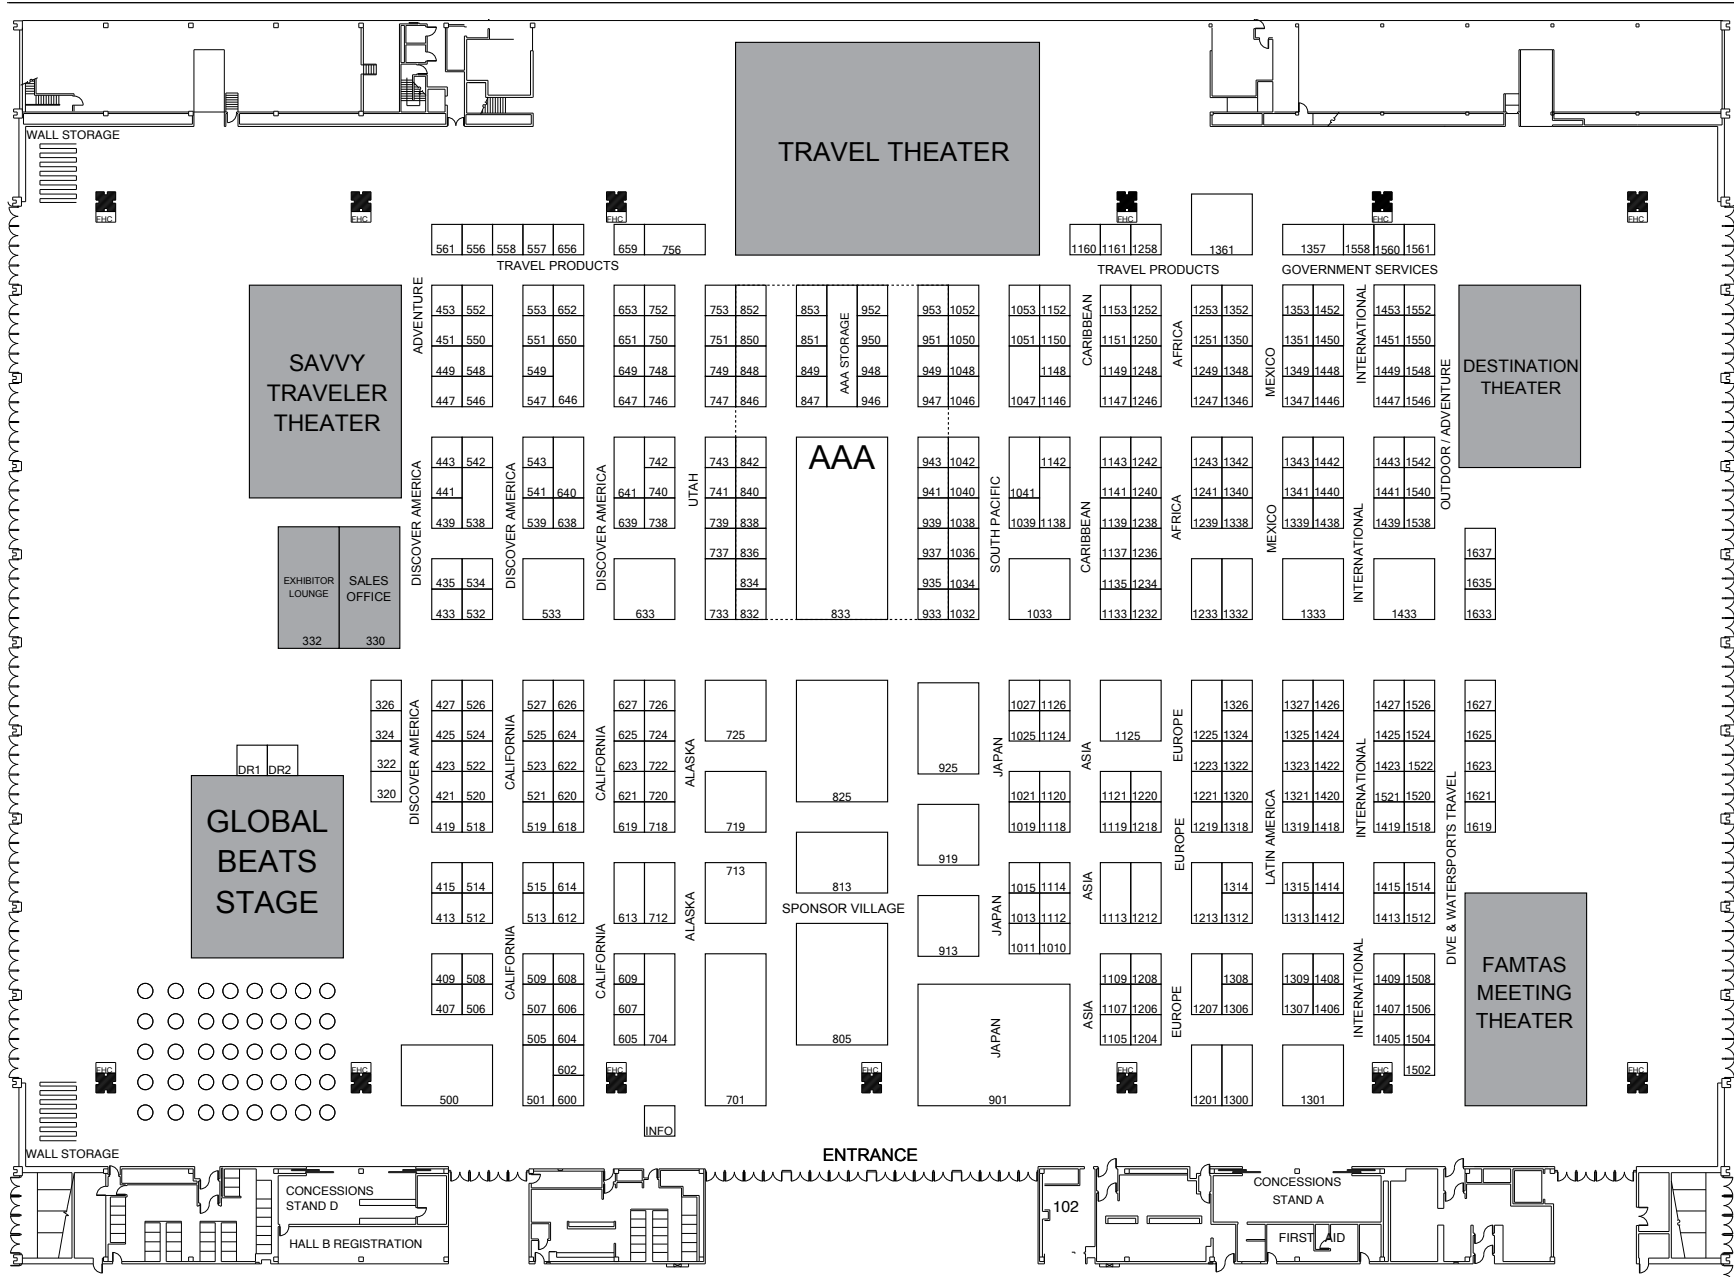 WALL STORAGE
TRAVEL THEATER
FHC FHC FHC FHC FHC FHC
561 556 558 557 656 659 756 1160 1161 1258 1361 1357 1558 1560 1561
TRAVEL PRODUCTS
TRAVEL PRODUCTS
GOVERNMENT SERVICES
SAVVY
TRAVELER
THEATER
ADVENTURE
AAA STORAGE
CARIBBEAN
AFRICA
MEXICO
INTERNATIONAL
OUTDOOR / ADVENTURE
DESTINATION
THEATER
453 552 553 652 653 752 753 852 853 952 953 1052 1053 1152 1153 1252 1253 1352 1353 1452 1453 1552
451 550 551 650 651 750 751 850 851 950 951 1050 1051 1150 1151 1250 1251 1350 1351 1450 1451 1550
449 548 549 649 748 749 848 849 948 949 1048 1148 1149 1248 1249 1348 1349 1448 1449 1548
447 546 547 646 647 746 747 846 847 946 947 1046 1047 1146 1147 1246 1247 1346 1347 1446 1447 1546
AAA
DISCOVER AMERICA
DISCOVER AMERICA
DISCOVER AMERICA
UTAH
SOUTH PACIFIC
CARIBBEAN
AFRICA
MEXICO
INTERNATIONAL
443 542 543 742 743 842 943 1042 1142 1143 1242 1243 1342 1343 1442 1443 1542
441 541 640 641 740 741 840 941 1040 1041 1141 1240 1241 1340 1341 1440 1441 1540
439 538 539 638 639 738 739 838 939 1038 1039 1138 1139 1238 1239 1338 1339 1438 1439 1538
737 836 937 1036 1137 1236 1637
435 534 834 935 1034 1135 1234 1635
433 532 533 633 733 832 833 933 1032 1033 1133 1232 1233 1332 1333 1433 1633
EXHIBITOR
LOUNGE
332
SALES
OFFICE
330
DISCOVER AMERICA
CALIFORNIA
CALIFORNIA
ALASKA
JAPAN
ASIA
EUROPE
EUROPE
LATIN AMERICA
INTERNATIONAL
DIVE & WATERSPORTS TRAVEL
326 427 526 527 626 627 726 1027 1126 1326 1327 1426 1427 1526 1627
324 425 524 525 624 625 724 725 1025 1124 1125 1225 1324 1325 1424 1425 1524 1625
322 423 522 523 622 623 722 925 1223 1322 1323 1422 1423 1522 1623
320 421 520 521 620 621 720 825 1021 1120 1121 1220 1221 1320 1321 1420 1521 1520 1621
419 518 519 618 619 718 719 1019 1118 1119 1218 1219 1318 1319 1418 1419 1518 1619
DR1 DR2
GLOBAL
BEATS
STAGE
919
713
415 514 515 614 813 1015 1114 1314 1315 1414 1415 1514
413 512 513 612 613 712 1013 1112 1113 1212 1213 1312 1313 1412 1413 1512
SPONSOR VILLAGE
913 1011 1010
CALIFORNIA
CALIFORNIA
ALASKA
JAPAN
ASIA
ASIA
EUROPE
INTERNATIONAL
409 508 509 608 609 1109 1208 1308 1309 1408 1409 1508
407 506 507 606 607 1107 1206 1207 1306 1307 1406 1407 1506
505 604 605 704 805 1105 1204 1405 1504
602 1502
500 501 600 701 901 1201 1300 1301
JAPAN
FAMTAS
MEETING
THEATER
FHC FHC FHC FHC FHC FHC FHC
INFO
WALL STORAGE
ENTRANCE
CONCESSIONS
STAND D
HALL B REGISTRATION
102
CONCESSIONS
STAND A
FIRST AID